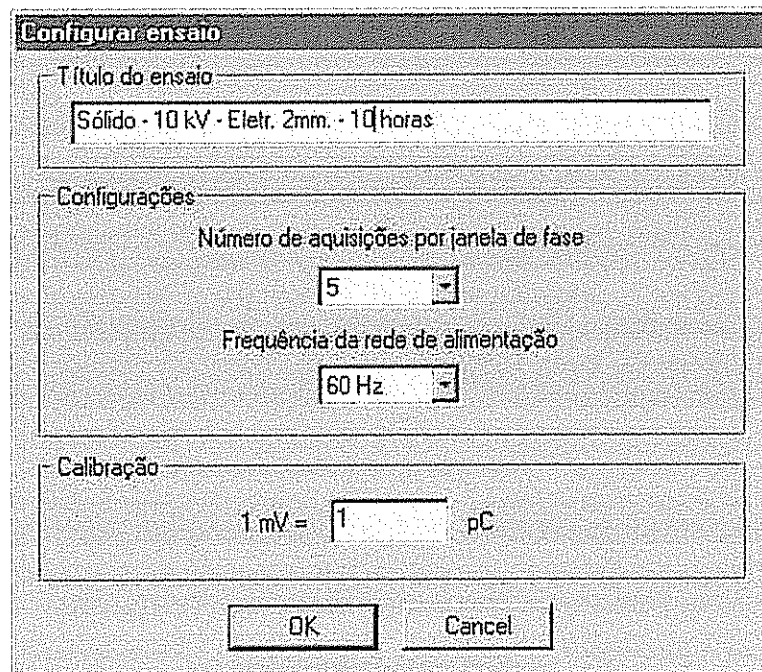 Configurar ensaio
Título do ensaio
Sólido - 10 kV - Eletr. 2mm. - 10 horas
Configurações
Número de aquisições por janela de fase
5
Frequência da rede de alimentação
60 Hz
Calibração
1 mV = 1 pC
OK Cancel